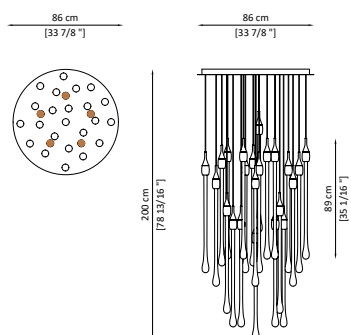 86 cm
[33 7/8 "]
86 cm
[33 7/8 "]
200 cm
[78 13/16 "]
89 cm
[35 1/16 "]